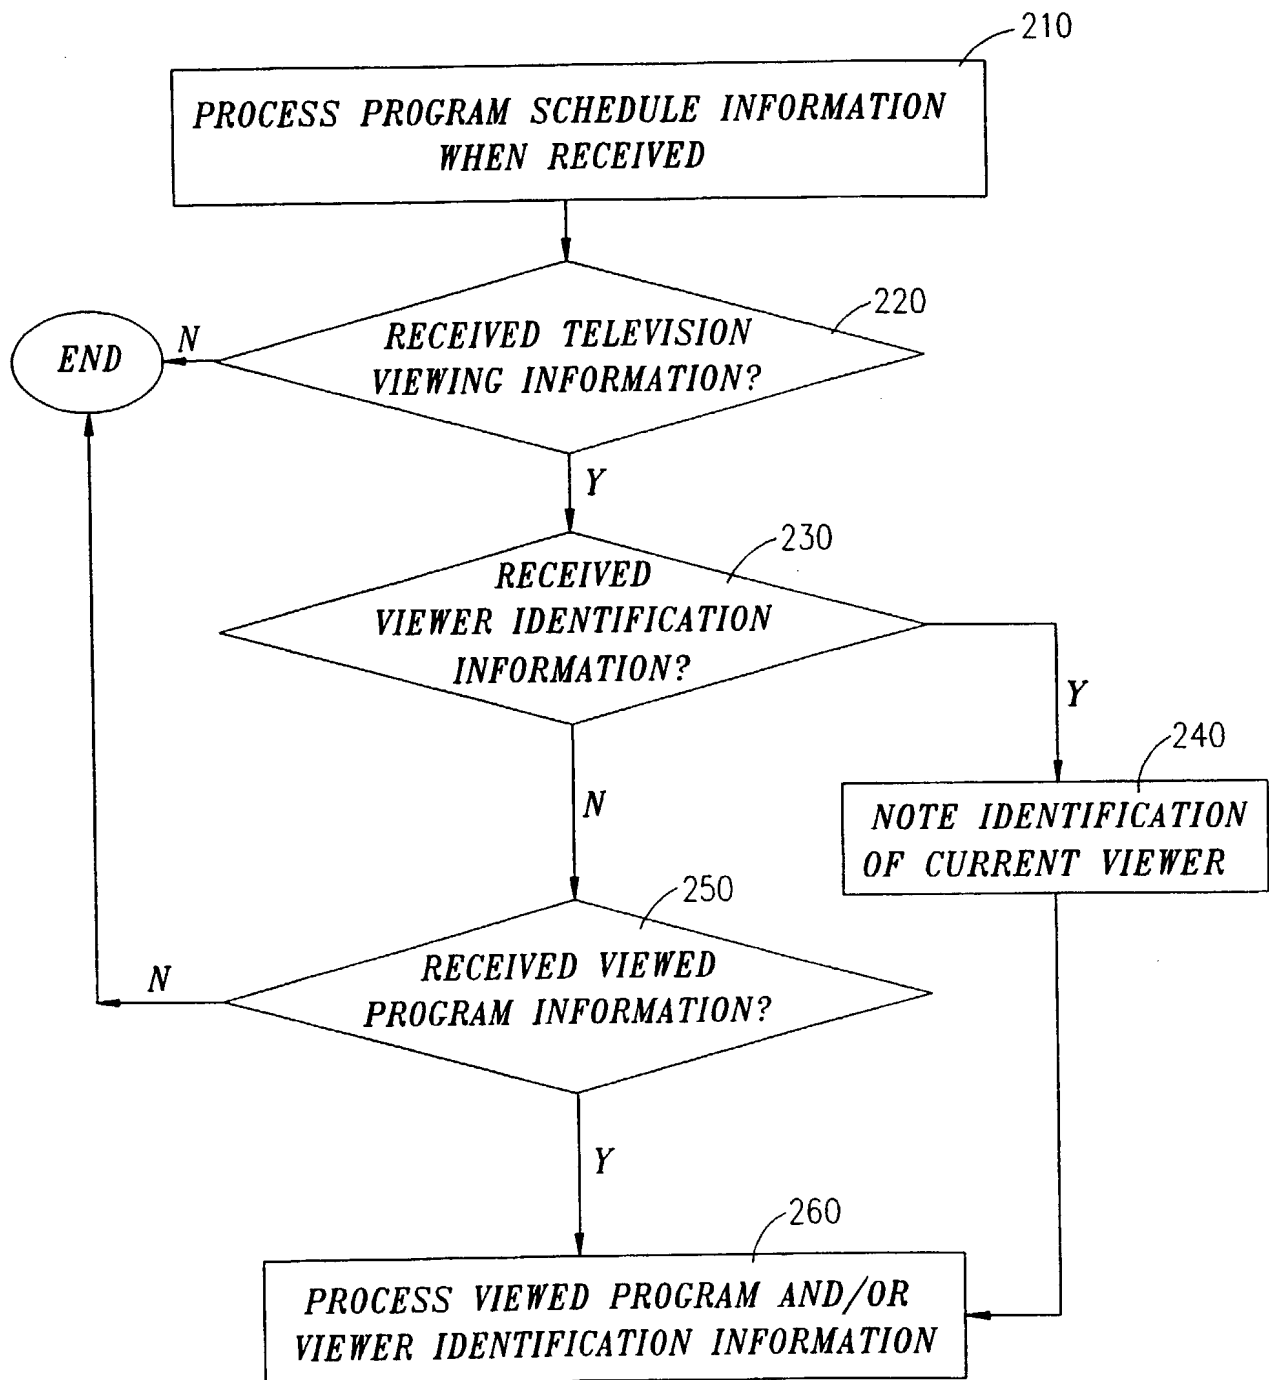 210
PROCESS PROGRAM SCHEDULE INFORMATION
WHEN RECEIVED
220
RECEIVED TELEVISION
VIEWING INFORMATION?
N
END
Y
230
RECEIVED
VIEWER IDENTIFICATION
INFORMATION?
Y
240
NOTE IDENTIFICATION
OF CURRENT VIEWER
N
250
RECEIVED VIEWED
PROGRAM INFORMATION?
N
Y
260
PROCESS VIEWED PROGRAM AND/OR
VIEWER IDENTIFICATION INFORMATION